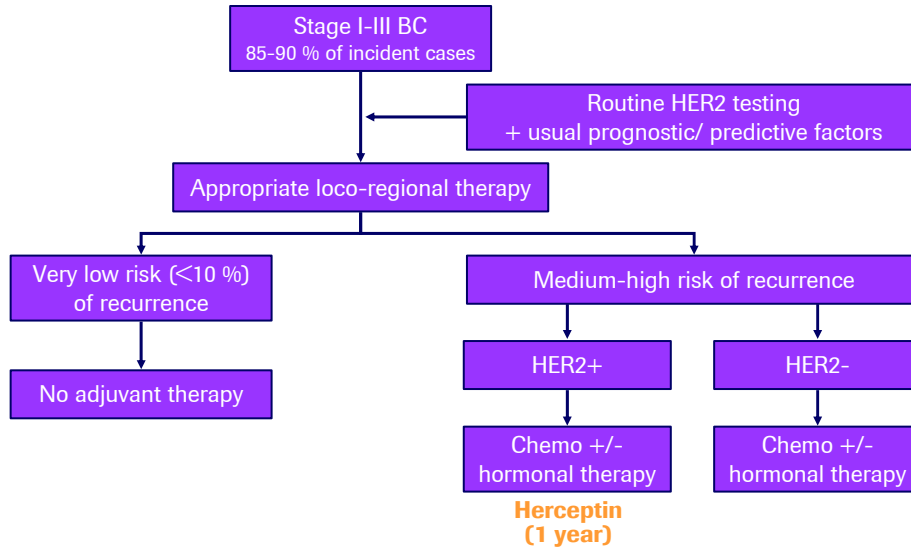 Stage I-III BC
85-90 % of incident cases
Routine HER2 testing
+ usual prognostic/ predictive factors
Appropriate loco-regional therapy
Very low risk (<10 %)
of recurrence
Medium-high risk of recurrence
No adjuvant therapy
HER2+
HER2-
Chemo +/-
hormonal therapy
Chemo +/-
hormonal therapy
Herceptin
(1 year)